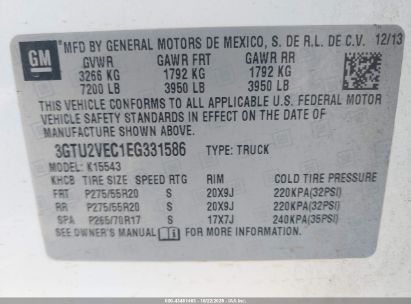 GM
MFD BY GENERAL MOTORS DE MEXICO, S. DE R.L. DE C.V. 12/13
GVWR GAWR FRT GAWR RR
3266 KG 1792 KG 1792 KG
7200 LB 3950 LB 3950 LB
THIS VEHICLE CONFORMS TO ALL APPLICABLE U.S. FEDERAL MOTOR
VEHICLE SAFETY STANDARDS IN EFFECT ON THE DATE OF
MANUFACTURE SHOWN ABOVE.
3GTU2VEC1EG331586 TYPE: TRUCK
MODEL: K15543
KHCB TIRE SIZE SPEED RTG RIM COLD TIRE PRESSURE
FRT P275/55R20 S 20X9J 220KPA(32PSI)
RR P275/55R20 S 20X9J 220KPA(32PSI)
SPA P265/70R17 S 17X7J 240KPA(35PSI)
SEE OWNER'S MANUAL FOR MORE INFORMATION